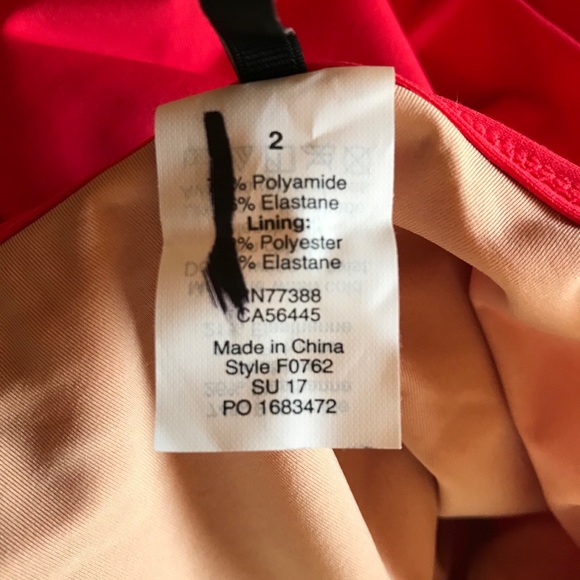 2
% Polyamide
% Elastane
Lining:
% Polyester
% Elastane
N77388
CA56445
Made in China
Style F0762
SU 17
PO 1683472